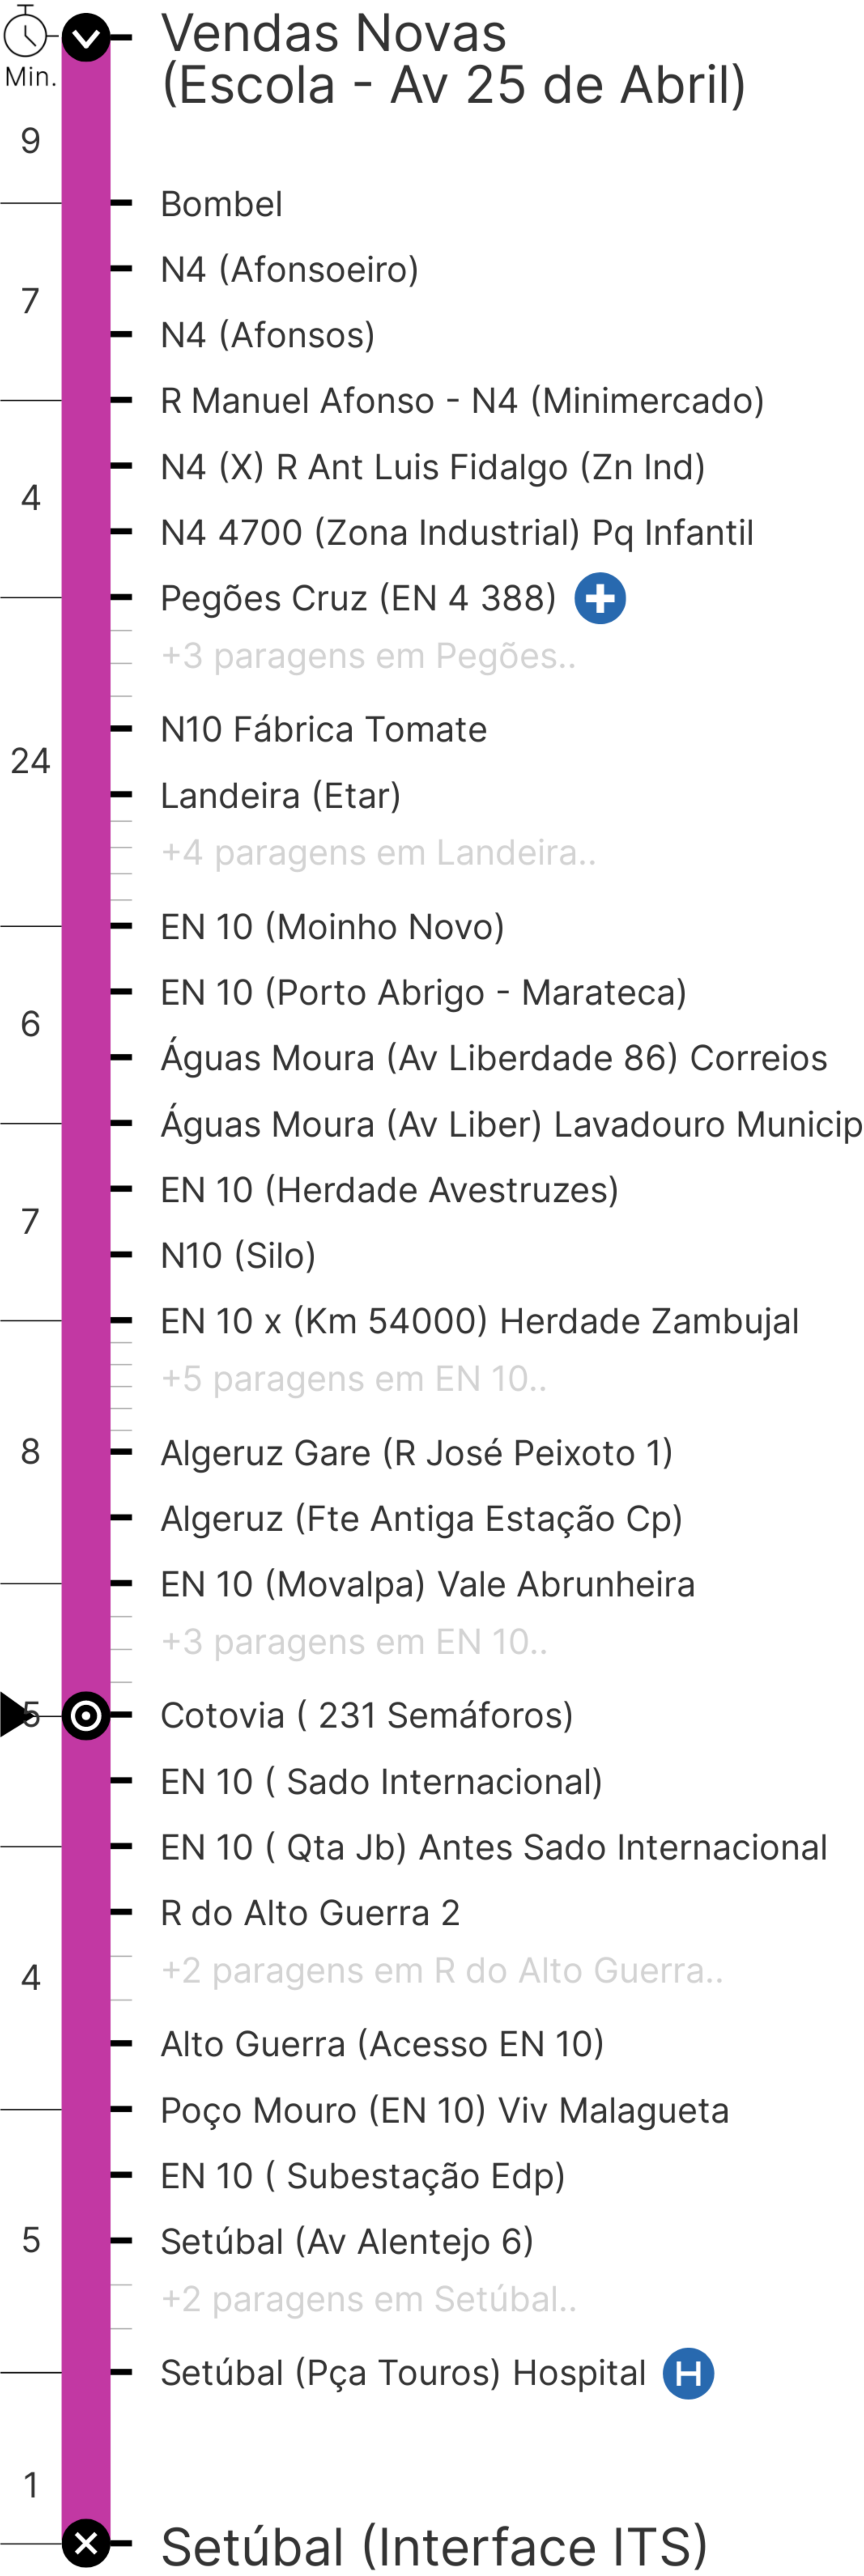 Vendas Novas
(Escola - Av 25 de Abril)
Min.
9
Bombel
N4 (Afonsoeiro)
7
N4 (Afonsos)
R Manuel Afonso - N4 (Minimercado)
N4 (X) R Ant Luis Fidalgo (Zn Ind)
4
N4 4700 (Zona Industrial) Pq Infantil
Pegões Cruz (EN 4 388)
+3 paragens em Pegões..
N10 Fábrica Tomate
24
Landeira (Etar)
+4 paragens em Landeira..
EN 10 (Moinho Novo)
EN 10 (Porto Abrigo - Marateca)
6
Águas Moura (Av Liberdade 86) Correios
Águas Moura (Av Liber) Lavadouro Municip
EN 10 (Herdade Avestruzes)
7
N10 (Silo)
EN 10 x (Km 54000) Herdade Zambujal
+5 paragens em EN 10..
8
Algeruz Gare (R José Peixoto 1)
Algeruz (Fte Antiga Estação Cp)
EN 10 (Movalpa) Vale Abrunheira
+3 paragens em EN 10..
5
Cotovia ( 231 Semáforos)
EN 10 ( Sado Internacional)
EN 10 ( Qta Jb) Antes Sado Internacional
R do Alto Guerra 2
+2 paragens em R do Alto Guerra..
4
Alto Guerra (Acesso EN 10)
Poço Mouro (EN 10) Viv Malagueta
EN 10 ( Subestação Edp)
5
Setúbal (Av Alentejo 6)
+2 paragens em Setúbal..
Setúbal (Pça Touros) Hospital H
1
Setúbal (Interface ITS)